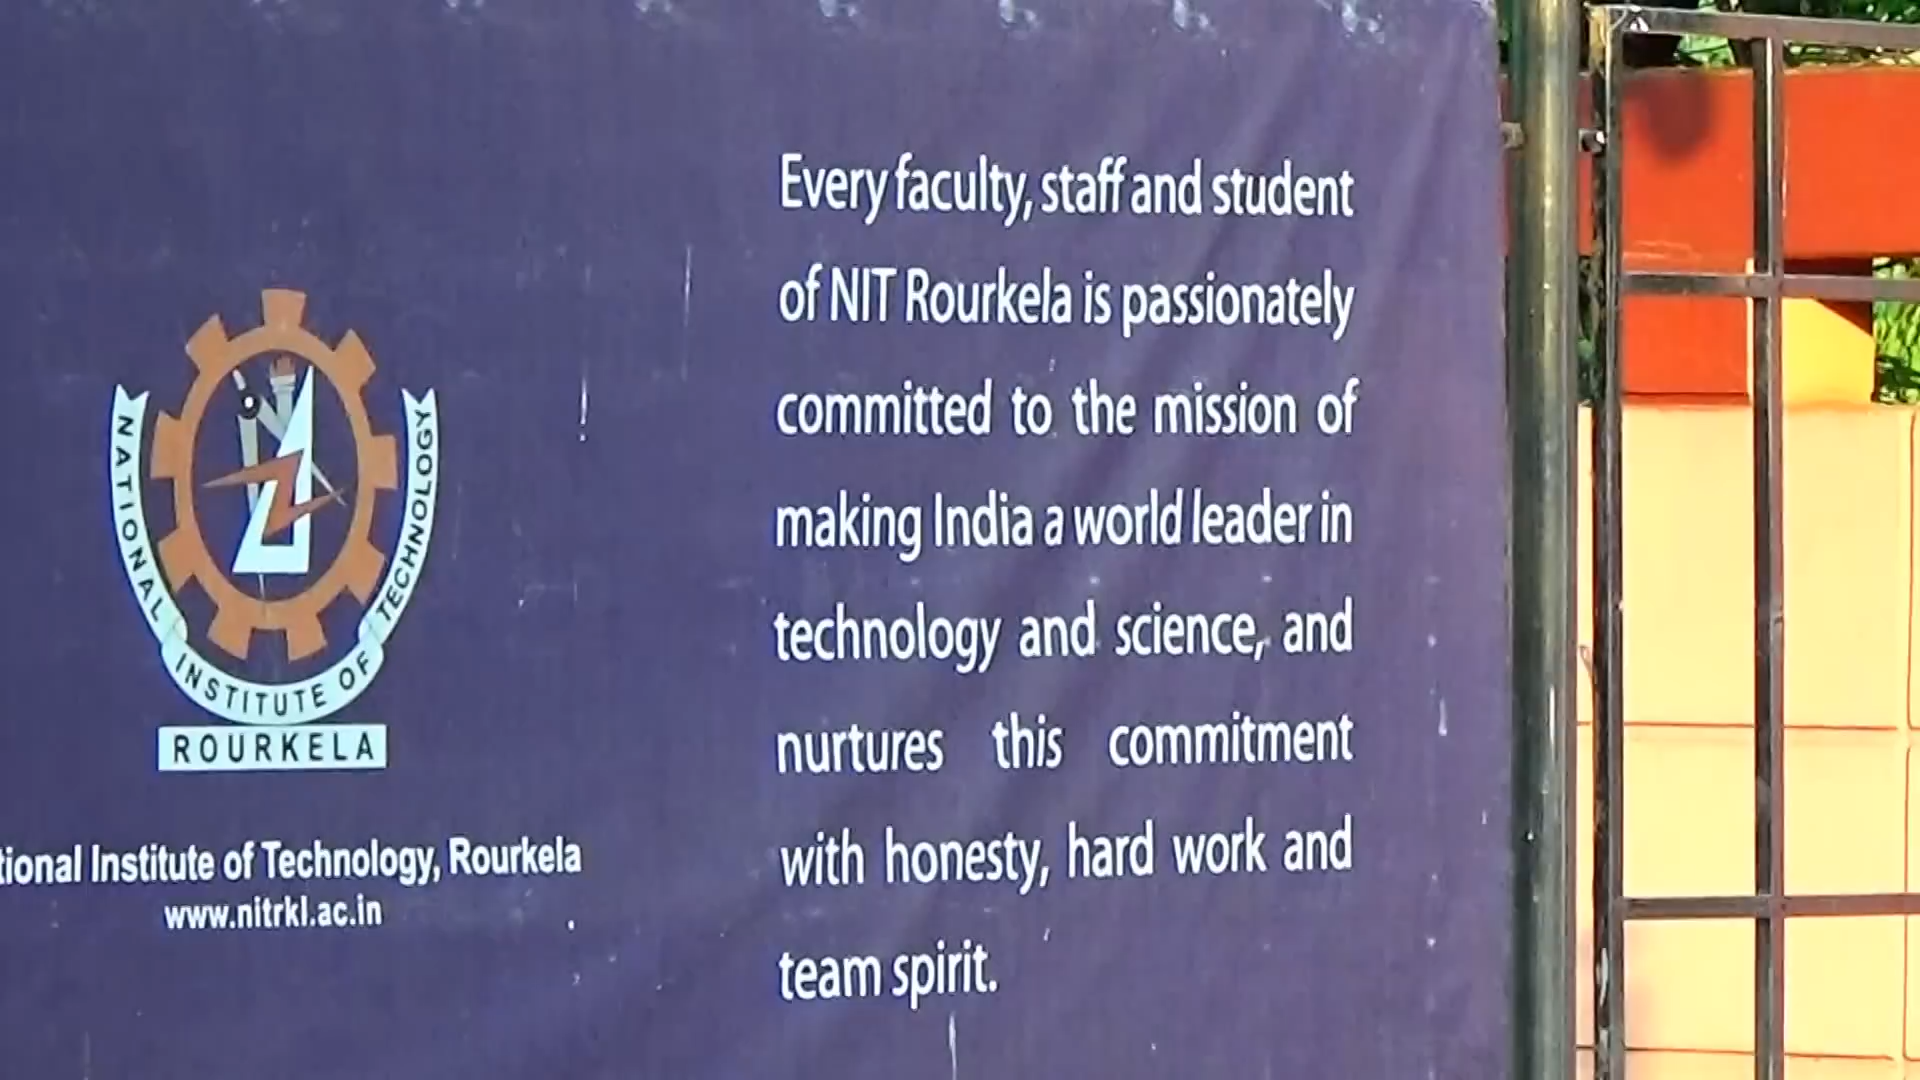 NATIONAL INSTITUTE OF TECHNOLOGY
ROURKELA
tional Institute of Technology, Rourkela
www.nitrkl.ac.in
Every faculty, staff and student
of NIT Rourkela is passionately
committed to the mission of
making India a world leader in
technology and science, and
nurtures this commitment
with honesty, hard work and
team spirit.